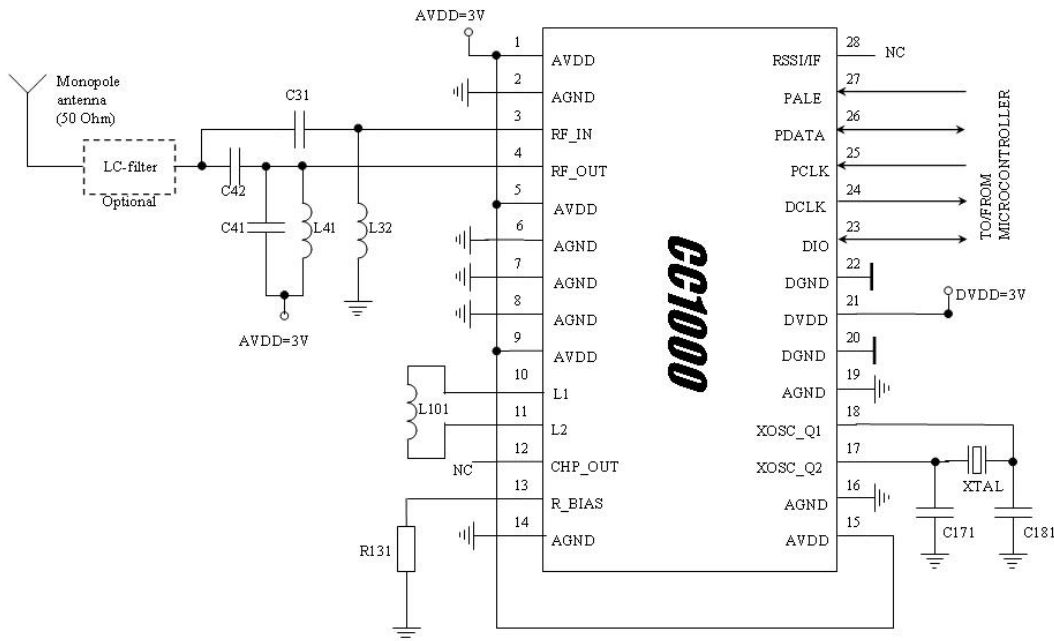 AVDD=3V
Monopole
antenna
(50 Ohm)
LC-filter
Optional
C31
C42
C41
L41
L32
AVDD=3V
L101
NC
R131
1
AVDD
2
AGND
3
RF_IN
4
RF_OUT
5
AVDD
6
AGND
7
AGND
8
AGND
9
AVDD
10
L1
11
L2
12
CHP_OUT
13
R_BIAS
14
AGND
CC1000
28
RSSI/IF
NC
27
PALE
26
PDATA
25
PCLK
24
DCLK
23
DIO
22
DGND
21
DVDD
20
DGND
19
AGND
18
XOSC_Q1
17
XOSC_Q2
16
AGND
15
AVDD
TO/FROM
MICROCONTROLLER
DVDD=3V
XTAL
C171
C181